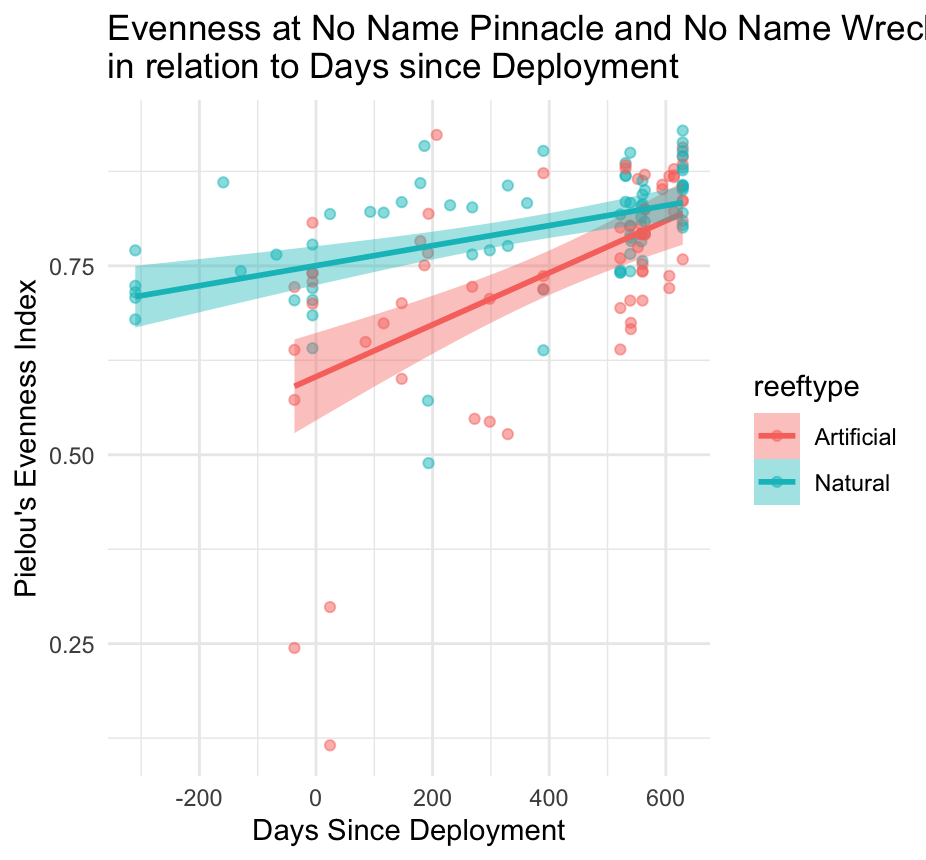 Evenness at No Name Pinnacle and No Name Wrec
in relation to Days since Deployment
Pielou's Evenness Index
0.75
0.50
0.25
-200 0 200 400 600
Days Since Deployment
reeftype
Artificial
Natural